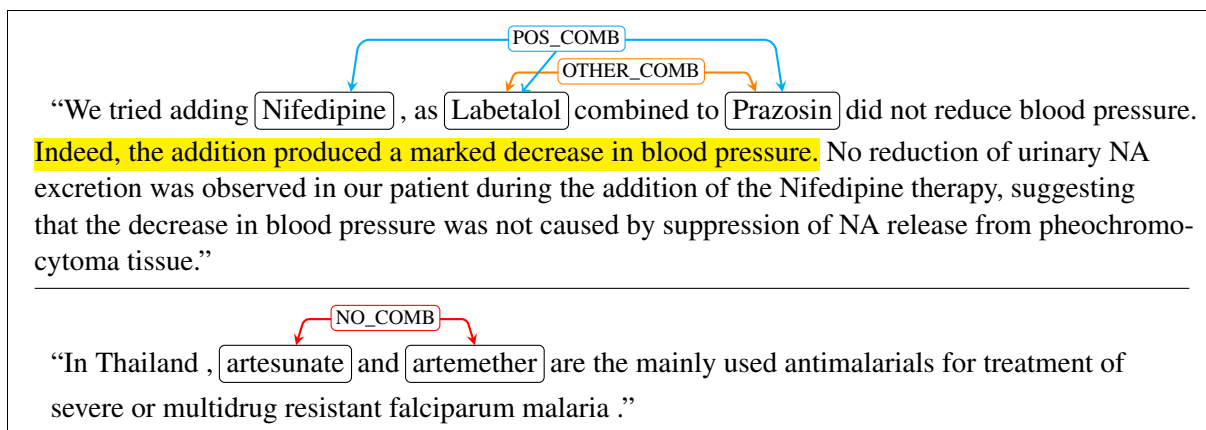 POS_COMB
OTHER_COMB
“We tried adding Nifedipine , as Labetalol combined to Prazosin did not reduce blood pressure.
Indeed, the addition produced a marked decrease in blood pressure. No reduction of urinary NA
excretion was observed in our patient during the addition of the Nifedipine therapy, suggesting
that the decrease in blood pressure was not caused by suppression of NA release from pheochromo-
cytoma tissue.”
NO_COMB
“In Thailand , artesunate and artemether are the mainly used antimalarials for treatment of
severe or multidrug resistant falciparum malaria .”